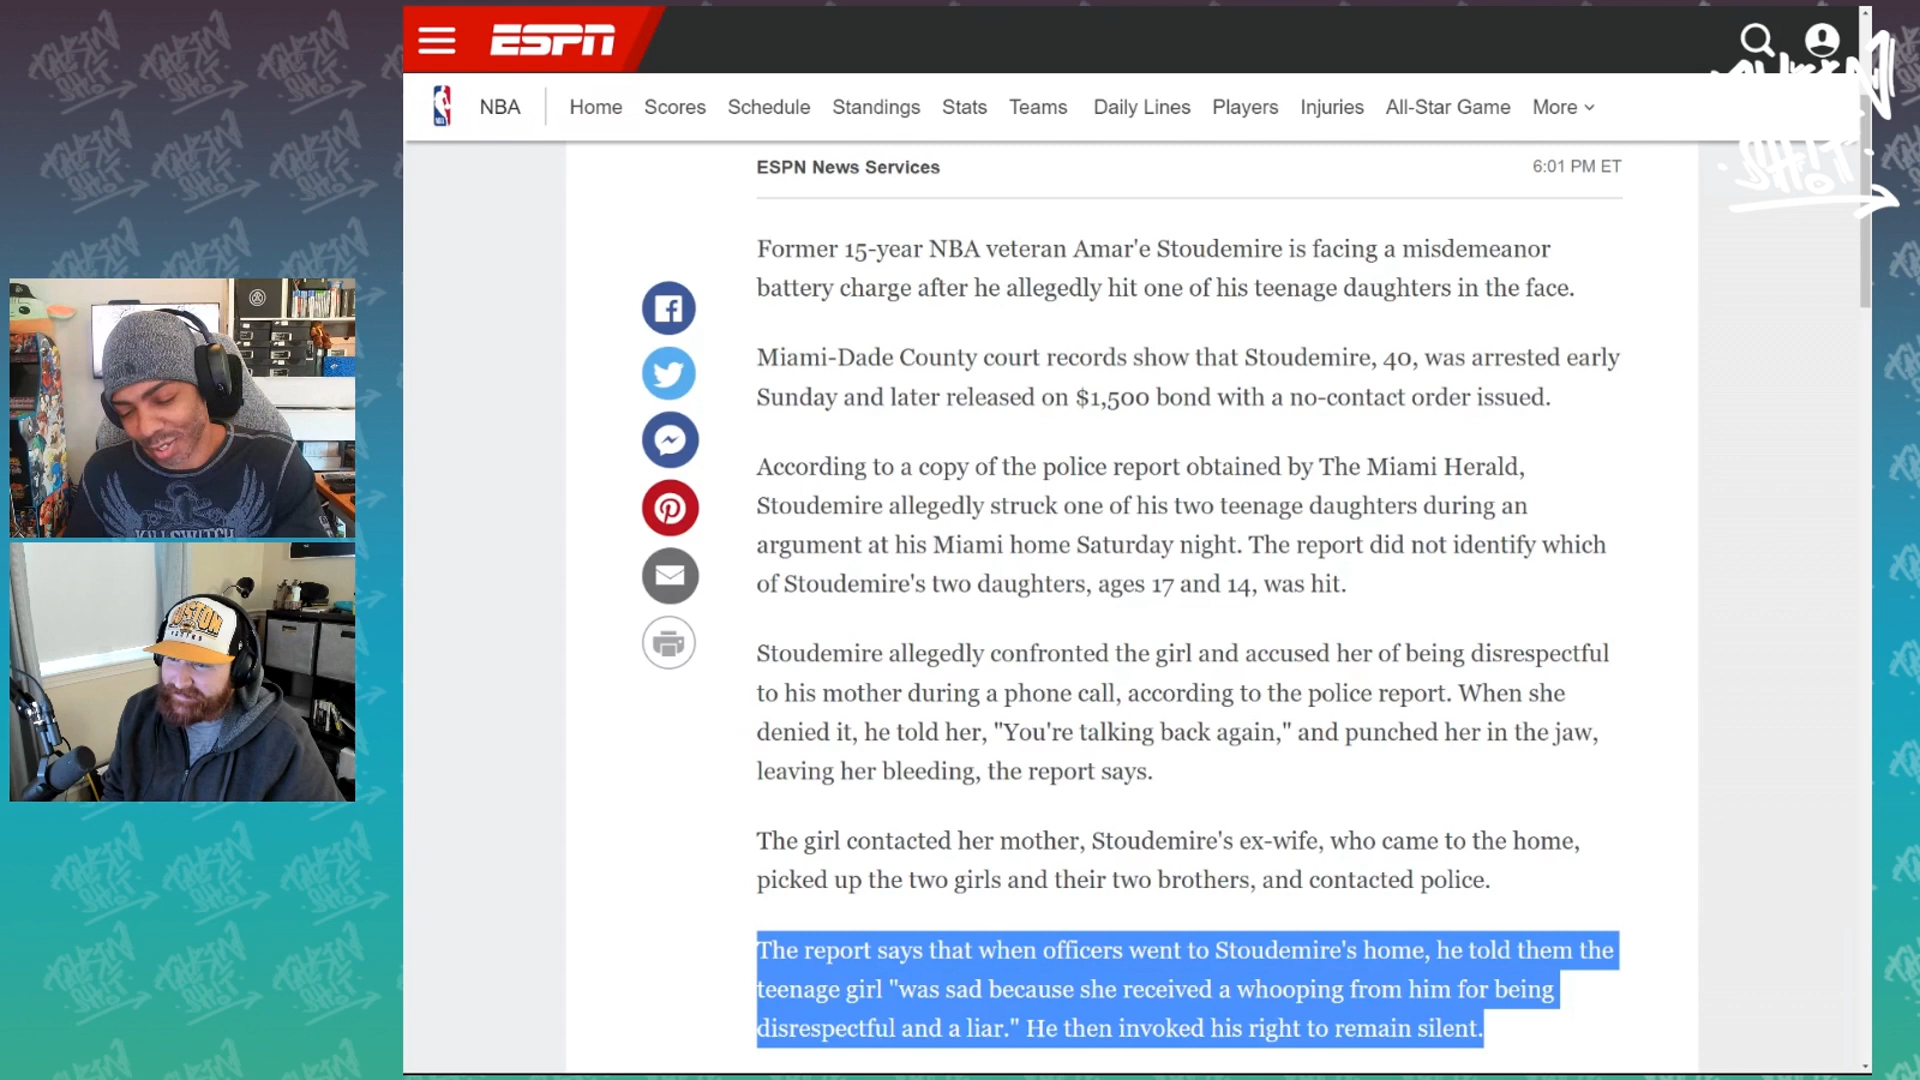 ESPN
NBA Home Scores Schedule Standings Stats Teams Daily Lines Players Injuries All-Star Game More
ESPN News Services 6:01 PM ET
Former 15-year NBA veteran Amar'e Stoudemire is facing a misdemeanor
battery charge after he allegedly hit one of his teenage daughters in the face.
Miami-Dade County court records show that Stoudemire, 40, was arrested early
Sunday and later released on $1,500 bond with a no-contact order issued.
According to a copy of the police report obtained by The Miami Herald,
Stoudemire allegedly struck one of his two teenage daughters during an
argument at his Miami home Saturday night. The report did not identify which
of Stoudemire's two daughters, ages 17 and 14, was hit.
Stoudemire allegedly confronted the girl and accused her of being disrespectful
to his mother during a phone call, according to the police report. When she
denied it, he told her, "You're talking back again," and punched her in the jaw,
leaving her bleeding, the report says.
The girl contacted her mother, Stoudemire's ex-wife, who came to the home,
picked up the two girls and their two brothers, and contacted police.
The report says that when officers went to Stoudemire's home, he told them the
teenage girl "was sad because she received a whooping from him for being
disrespectful and a liar." He then invoked his right to remain silent.
KILLSWITCH
TALKIN
SH!T